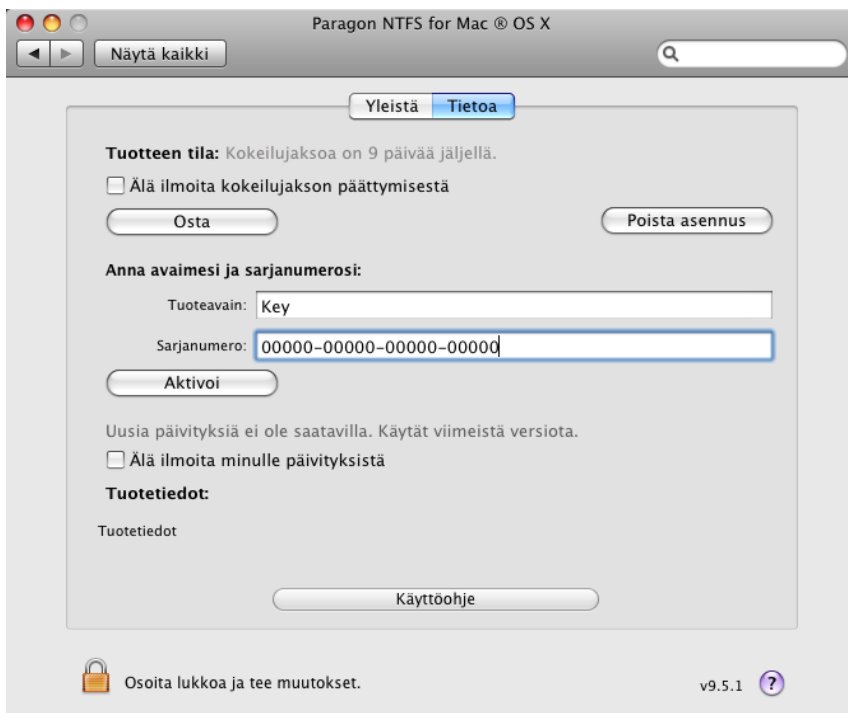 Paragon NTFS for Mac ® OS X
Näytä kaikki
Yleistä Tietoa
Tuotteen tila: Kokeilujaksoa on 9 päivää jäljellä.
Älä ilmoita kokeilujakson päättymisestä
Osta Poista asennus
Anna avaimesi ja sarjanumerosi:
Tuoteavain: Key
Sarjanumero: 00000-00000-00000-00000
Aktivoi
Uusia päivityksiä ei ole saatavilla. Käytät viimeistä versiota.
Älä ilmoita minulle päivityksistä
Tuotetiedot:
Tuotetiedot
Käyttöohje
Osoita lukkoa ja tee muutokset. v9.5.1 ?